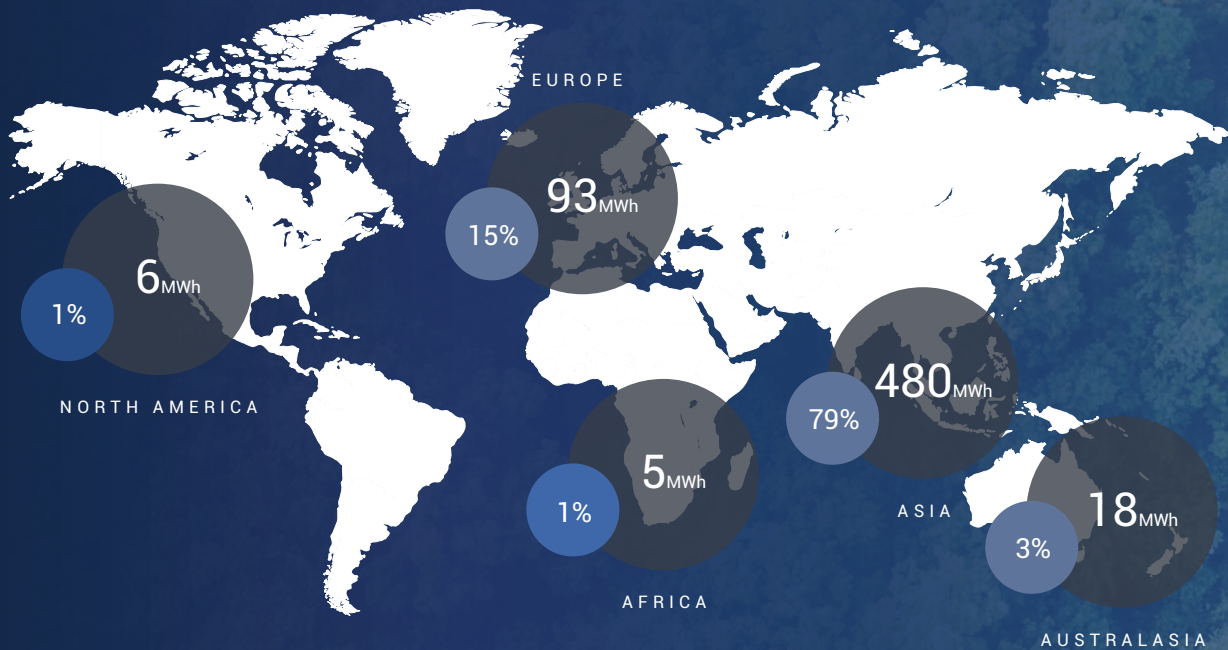 EUROPE
93MWh
15%
6MWh
1%
NORTH AMERICA
480MWh
79%
ASIA
5MWh
1%
AFRICA
18MWh
3%
AUSTRALASIA